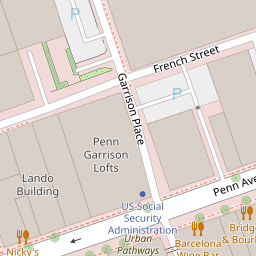 P
French Street
Garrison Place
P
Penn
Garrison
Lofts
Lando
Building
Penn Ave
US Social
Security
Administration
Urban
Pathways
Nicky's
Barcelona
Wine Bar
Bridge
& Bour